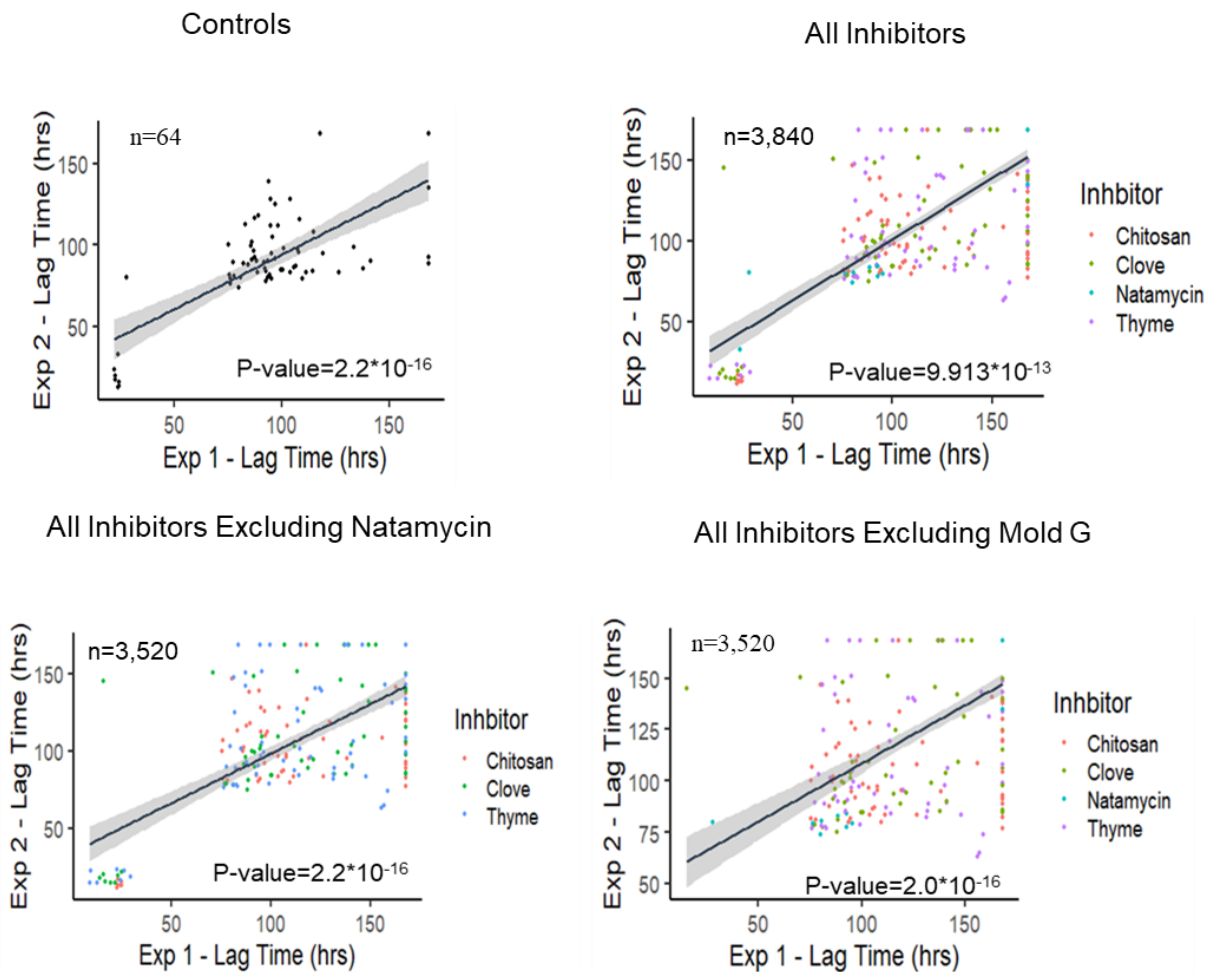 Controls
n=64
Exp 2 - Lag Time (hrs)
150
100
50
P-value=2.2*10-16
50 100 150
Exp 1 - Lag Time (hrs)
All Inhibitors
n=3,840
Exp 2 - Lag Time (hrs)
150
100
50
P-value=9.913*10-13
50 100 150
Exp 1 - Lag Time (hrs)
Inhbitor
Chitosan
Clove
Natamycin
Thyme
All Inhibitors Excluding Natamycin
n=3,520
Exp 2 - Lag Time (hrs)
150
100
50
P-value=2.2*10-16
50 100 150
Exp 1 - Lag Time (hrs)
Inhbitor
Chitosan
Clove
Thyme
All Inhibitors Excluding Mold G
n=3,520
Exp 2 - Lag Time (hrs)
150
125
100
75
50
P-value=2.0*10-16
50 100 150
Exp 1 - Lag Time (hrs)
Inhbitor
Chitosan
Clove
Natamycin
Thyme